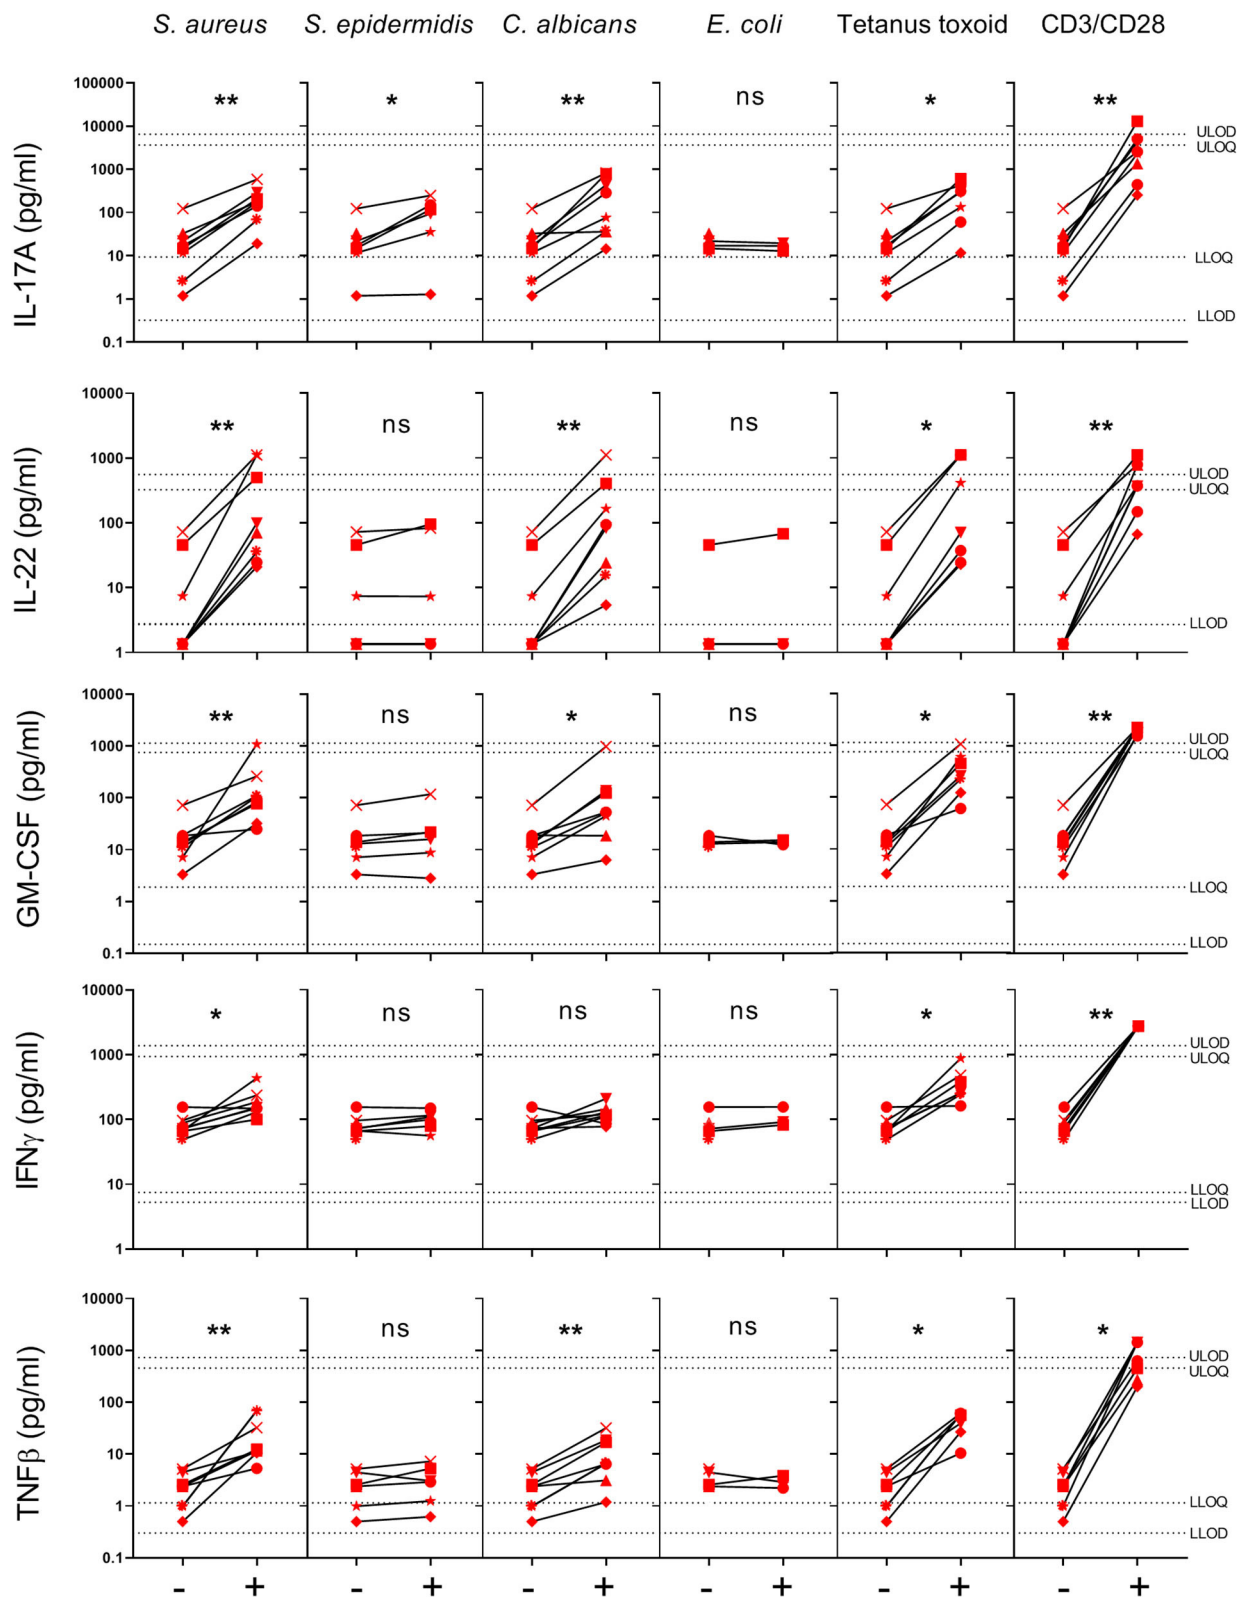 S. aureus S. epidermidis C. albicans E. coli Tetanus toxoid CD3/CD28
IL-17A (pg/ml)
100000
10000
1000
100
10
1
0.1
** * ** ns * **
ULOD
ULOQ
LLOQ
LLOD
IL-22 (pg/ml)
10000
1000
100
10
1
** ns ** ns * **
ULOD
ULOQ
LLOD
GM-CSF (pg/ml)
10000
1000
100
10
1
0.1
** ns * ns * **
ULOD
ULOQ
LLOQ
LLOD
IFNγ (pg/ml)
10000
1000
100
10
1
* ns ns ns * **
ULOD
ULOQ
LLOQ
LLOD
TNFβ (pg/ml)
10000
1000
100
10
1
0.1
** ns ** ns * *
ULOD
ULOQ
LLOQ
LLOD
- + - + - + - + - + - +